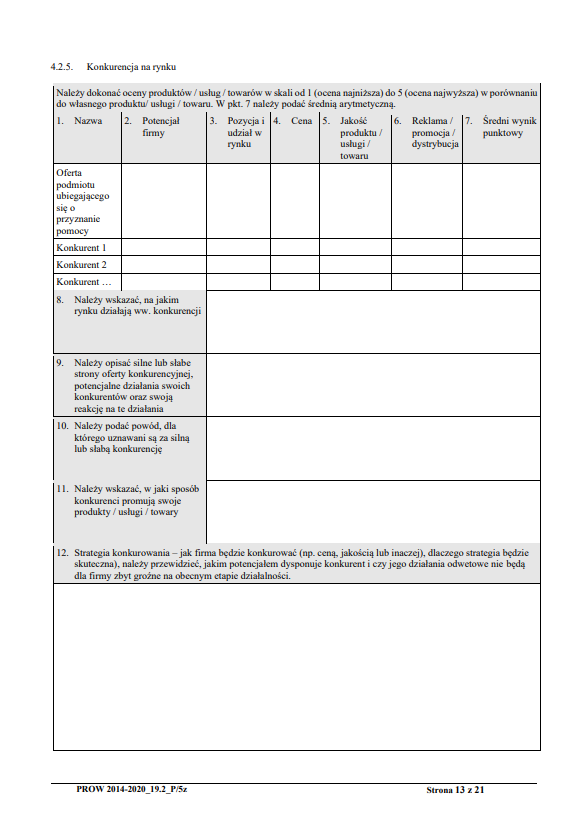 4.2.5. Konkurencja na rynku
Należy dokonać oceny produktów / usług / towarów w skali od 1 (ocena najniższa) do 5 (ocena najwyższa) w porównaniu
do własnego produktu/ usługi / towaru. W pkt. 7 należy podać średnią arytmetyczną.
1. Nazwa 2. Potencjał 3. Pozycja i 4. Cena 5. Jakość 6. Reklama / 7. Średni wynik
firmy udział w produktu / promocja / punktowy
rynku usługi / dystrybucja
towaru
Oferta
podmiotu
ubiegającego
się o
przyznanie
pomocy
Konkurent 1
Konkurent 2
Konkurent …
8. Należy wskazać, na jakim
rynku działają ww. konkurencji
9. Należy opisać silne lub słabe
strony oferty konkurencyjnej,
potencjalne działania swoich
konkurentów oraz swoją
reakcję na te działania
10. Należy podać powód, dla
którego uznawani są za silną
lub słabą konkurencję
11. Należy wskazać, w jaki sposób
konkurenci promują swoje
produkty / usługi / towary
12. Strategia konkurowania – jak firma będzie konkurować (np. ceną, jakością lub inaczej), dlaczego strategia będzie
skuteczna), należy przewidzieć, jakim potencjałem dysponuje konkurent i czy jego działania odwetowe nie będą
dla firmy zbyt groźne na obecnym etapie działalności.
PROW 2014-2020_19.2_P/5z Strona 13 z 21